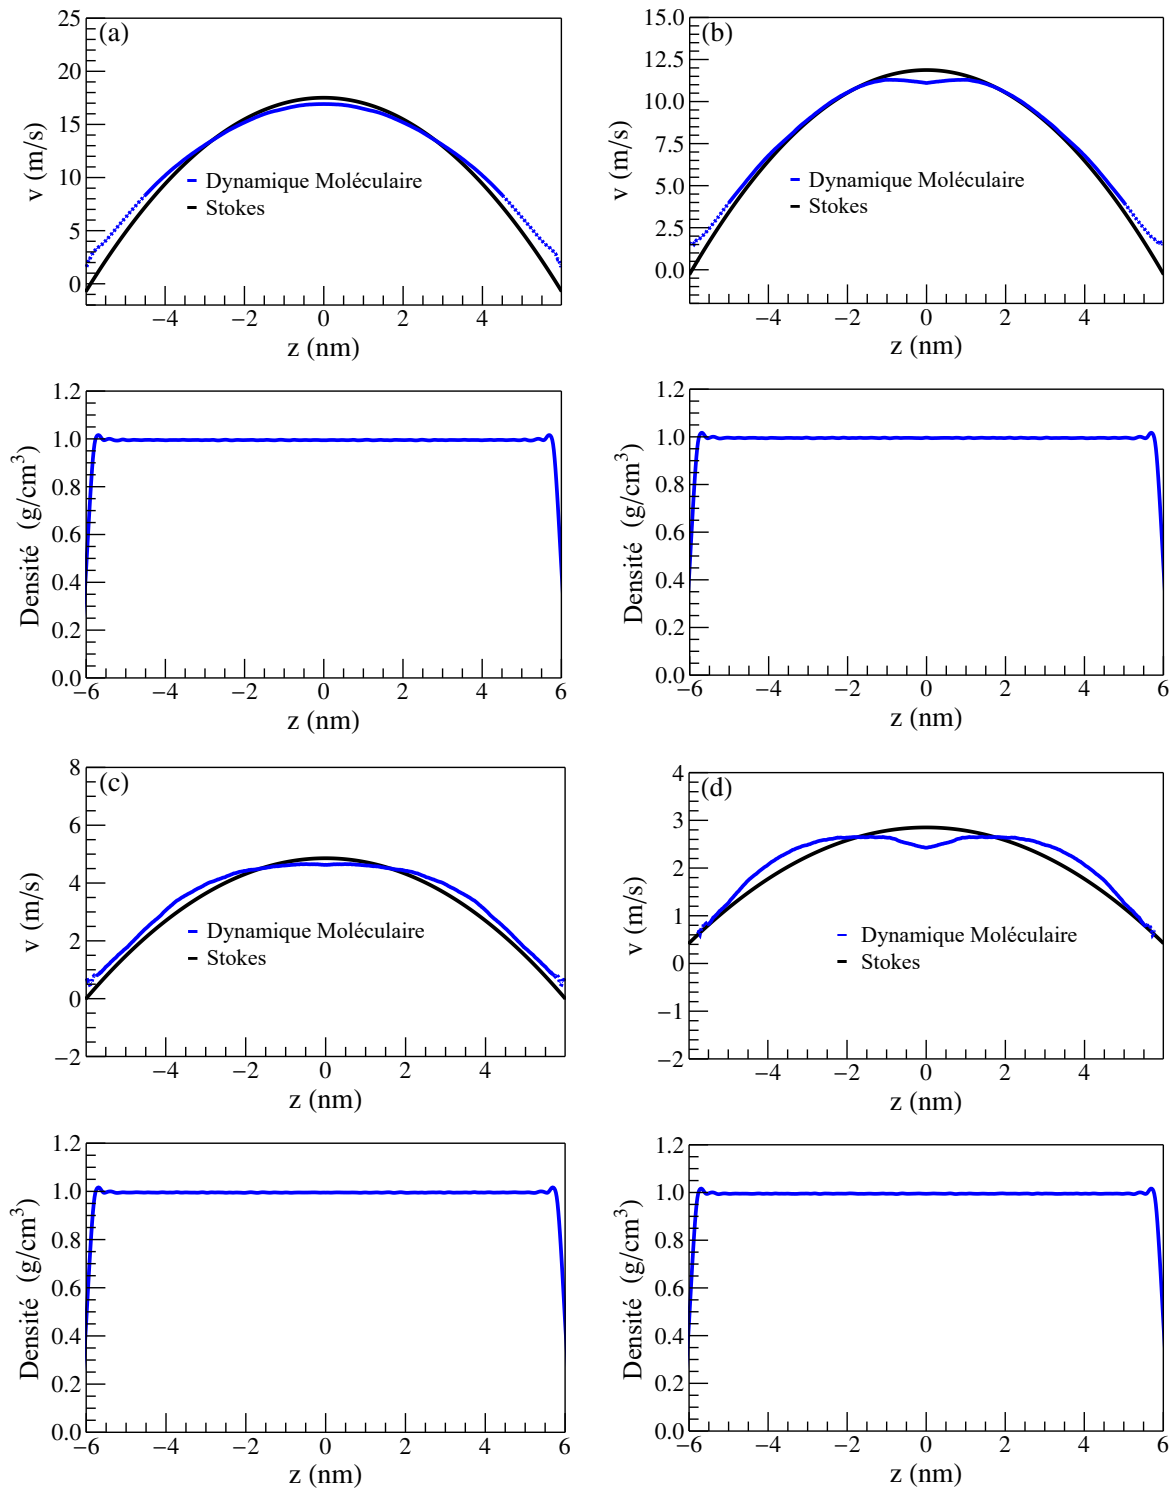 (a)
25
20
15
10
5
0
v (m/s)
Dynamique Moléculaire
Stokes
−4 −2 0 2 4
z (nm)
(b)
15.0
12.5
10.0
7.5
5.0
2.5
0.0
v (m/s)
Dynamique Moléculaire
Stokes
−4 −2 0 2 4
z (nm)
1.2
1.0
0.8
0.6
0.4
0.2
0.0
Densité (g/cm³)
−6 −4 −2 0 2 4 6
z (nm)
1.2
1.0
0.8
0.6
0.4
0.2
0.0
Densité (g/cm³)
−6 −4 −2 0 2 4 6
z (nm)
(c)
8
6
4
2
0
−2
v (m/s)
Dynamique Moléculaire
Stokes
−4 −2 0 2 4
z (nm)
(d)
4
3
2
1
0
−1
−2
v (m/s)
Dynamique Moléculaire
Stokes
−4 −2 0 2 4
z (nm)
1.2
1.0
0.8
0.6
0.4
0.2
0.0
Densité (g/cm³)
−6 −4 −2 0 2 4 6
z (nm)
1.2
1.0
0.8
0.6
0.4
0.2
0.0
Densité (g/cm³)
−6 −4 −2 0 2 4 6
z (nm)